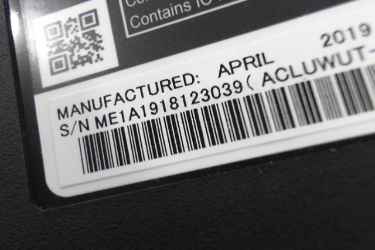 Contains IC
MANUFACTURED: APRIL 2019
S/N ME1A1918123039( ACLUWUT-